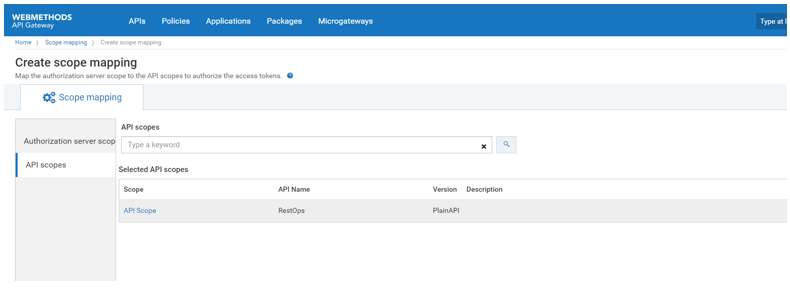 WEBMETHODS
API Gateway
APIs Policies Applications Packages Microgateways
Type at l
Home Scope mapping Create scope mapping
Create scope mapping
Map the authorization server scope to the API scopes to authorize the access tokens.
Scope mapping
Authorization server scop
API scopes
API scopes
Type a keyword
Selected API scopes
Scope API Name Version Description
API Scope RestOps PlainAPI